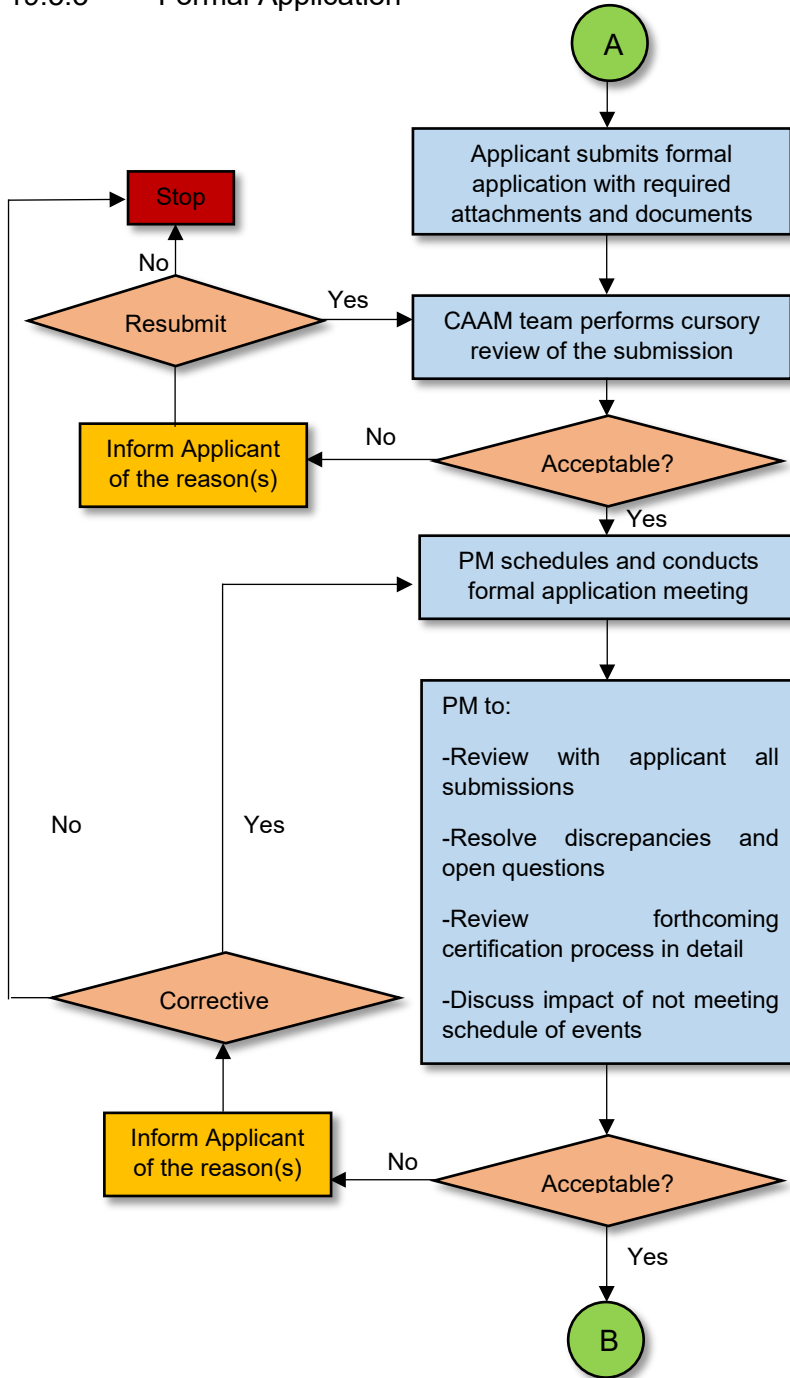 Formal Application
A
Applicant submits formal
application with required
attachments and documents
Stop
No
Resubmit
Yes
CAAM team performs cursory
review of the submission
Inform Applicant
of the reason(s)
No
Acceptable?
Yes
PM schedules and conducts
formal application meeting
PM to:
-Review with applicant all
submissions
-Resolve discrepancies and
open questions
-Review forthcoming
certification process in detail
-Discuss impact of not meeting
schedule of events
No
Yes
Corrective
Inform Applicant
of the reason(s)
No
Acceptable?
Yes
B